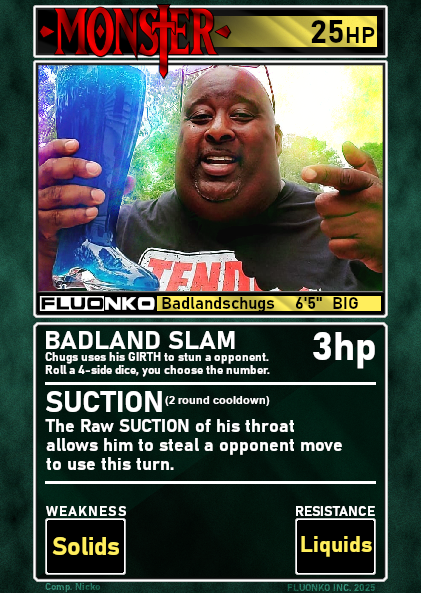 MONSTER
25HP
TEND
FLUONKO Badlandschugs 6'5" BIG
BADLAND SLAM
3hp
Chugs uses his GIRTH to stun a opponent.
Roll a 4-side dice, you choose the number.
SUCTION (2 round cooldown)
The Raw SUCTION of his throat
allows him to steal a opponent move
to use this turn.
WEAKNESS
RESISTANCE
Solids
Liquids
Comp. Nicko
FLUONKO INC. 2025